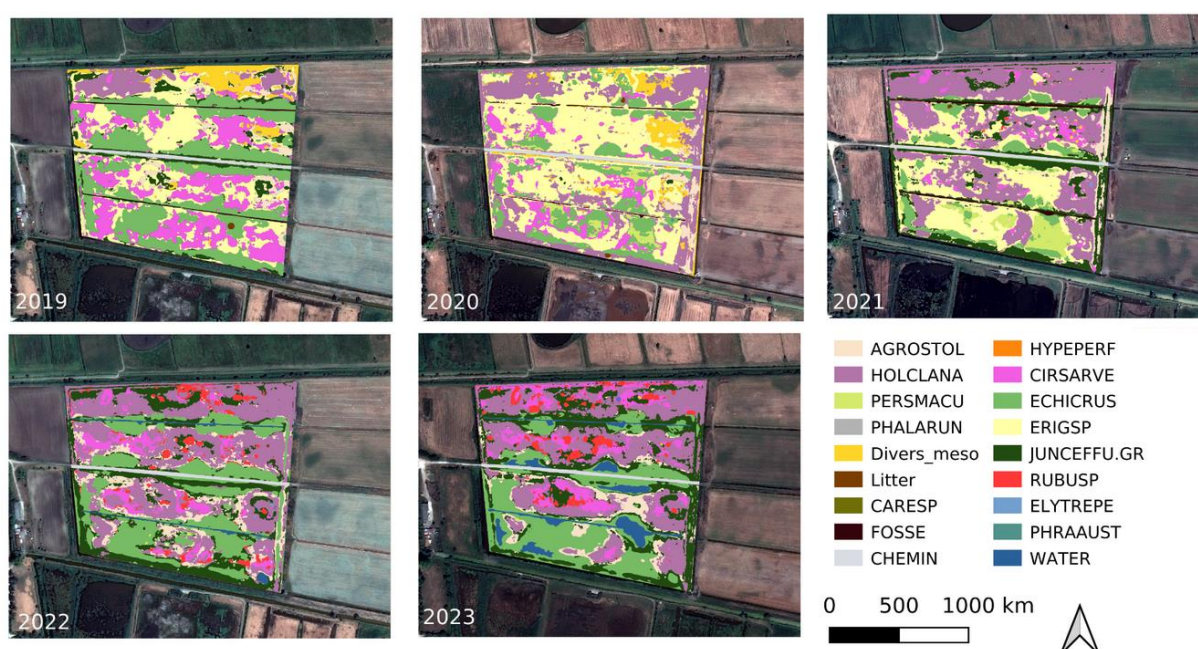 2019
2020
2021
2022
2023
AGROSTOL
HOLCLANA
PERSMACU
PHALARUN
Divers_meso
Litter
CARESP
FOSSE
CHEMIN
HYPEPERF
CIRSARVE
ECHICRUS
ERIGSP
JUNCEFFU.GR
RUBUSP
ELYTREPE
PHRAAUST
WATER
0 500 1000 km